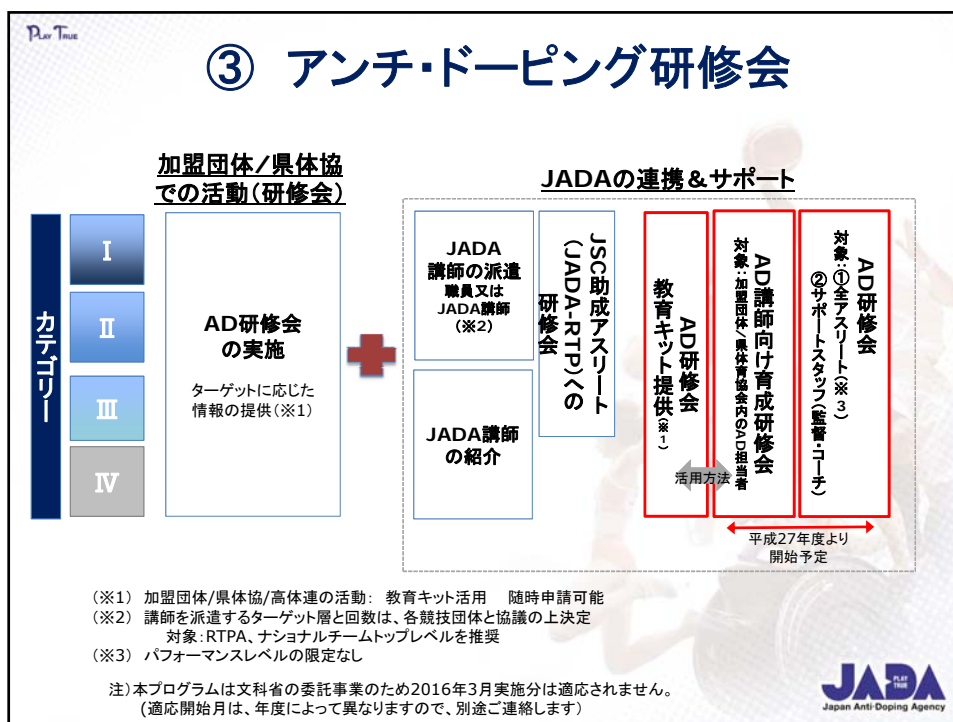 PLAY TRUE
③ アンチ・ドーピング研修会
加盟団体/県体協
での活動(研修会)
JADAの連携&サポート
カテゴリー
Ⅰ
Ⅱ
Ⅲ
Ⅳ
AD研修会
の実施
ターゲットに応じた
情報の提供(※1)
JADA
講師の派遣
職員又は
JADA講師
(※2)
JADA講師
の紹介
JSC助成アスリート
(JADA-RTP)への
研修会
AD研修会
教育キット提供(※1)
活用方法
AD講師向け育成研修会
対象:加盟団体・県体育協会内のAD担当者
AD研修会
対象:①全アスリート(※3)
②サポートスタッフ(監督・コーチ)
平成27年度より
開始予定
(※1) 加盟団体/県体協/高体連の活動: 教育キット活用 随時申請可能
(※2) 講師を派遣するターゲット層と回数は、各競技団体と協議の上決定
対象:RTPA、ナショナルチームトップレベルを推奨
(※3) パフォーマンスレベルの限定なし
注)本プログラムは文科省の委託事業のため2016年3月実施分は適応されません。
(適応開始月は、年度によって異なりますので、別途ご連絡します)
JADA
PLAY TRUE
Japan Anti-Doping Agency